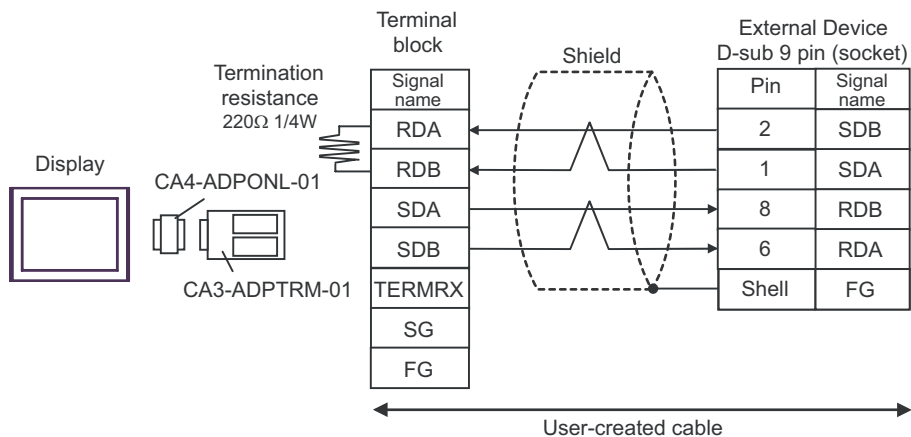 Terminal
block
External Device
D-sub 9 pin (socket)
Shield
Termination
resistance
220Ω 1/4W
Signal
name
Pin
Signal
name
RDA
2
SDB
RDB
1
SDA
Display
CA4-ADPONL-01
SDA
8
RDB
SDB
6
RDA
CA3-ADPTRM-01
TERMRX
Shell
FG
SG
FG
User-created cable